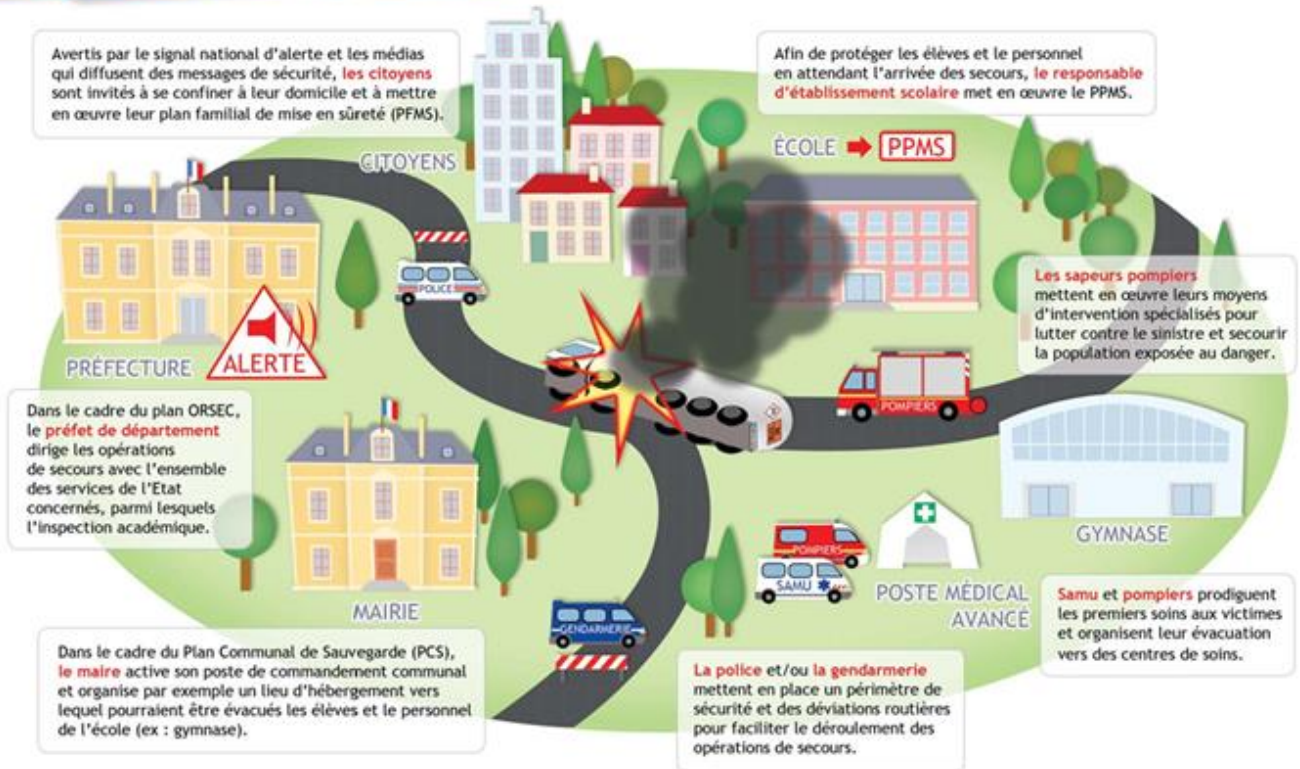 Avertis par le signal national d'alerte et les médias
qui diffusent des messages de sécurité, les citoyens
sont invités à se confiner à leur domicile et à mettre
en œuvre leur plan familial de mise en sûreté (PFMS).
CITOYENS
Afin de protéger les élèves et le personnel
en attendant l'arrivée des secours, le responsable
d'établissement scolaire met en œuvre le PPMS.
ÉCOLE
PPMS
POLICE
PRÉFECTURE
ALERTE
Les sapeurs pompiers
mettent en œuvre leurs moyens
d'intervention spécialisés pour
lutter contre le sinistre et secourir
la population exposée au danger.
POMPIERS
Dans le cadre du plan ORSEC,
le préfet de département
dirige les opérations
de secours avec l'ensemble
des services de l'Etat
concernés, parmi lesquels
l'inspection académique.
MAIRIE
GYMNASE
POMPIERS
SAMU
POSTE MÉDICAL
AVANCÉ
GENDARMERIE
Samu et pompiers prodiguent
les premiers soins aux victimes
et organisent leur évacuation
vers des centres de soins.
Dans le cadre du Plan Communal de Sauvegarde (PCS),
le maire active son poste de commandement communal
et organise par exemple un lieu d'hébergement vers
lequel pourraient être évacués les élèves et le personnel
de l'école (ex : gymnase).
La police et/ou la gendarmerie
mettent en place un périmètre de
sécurité et des déviations routières
pour faciliter le déroulement des
opérations de secours.